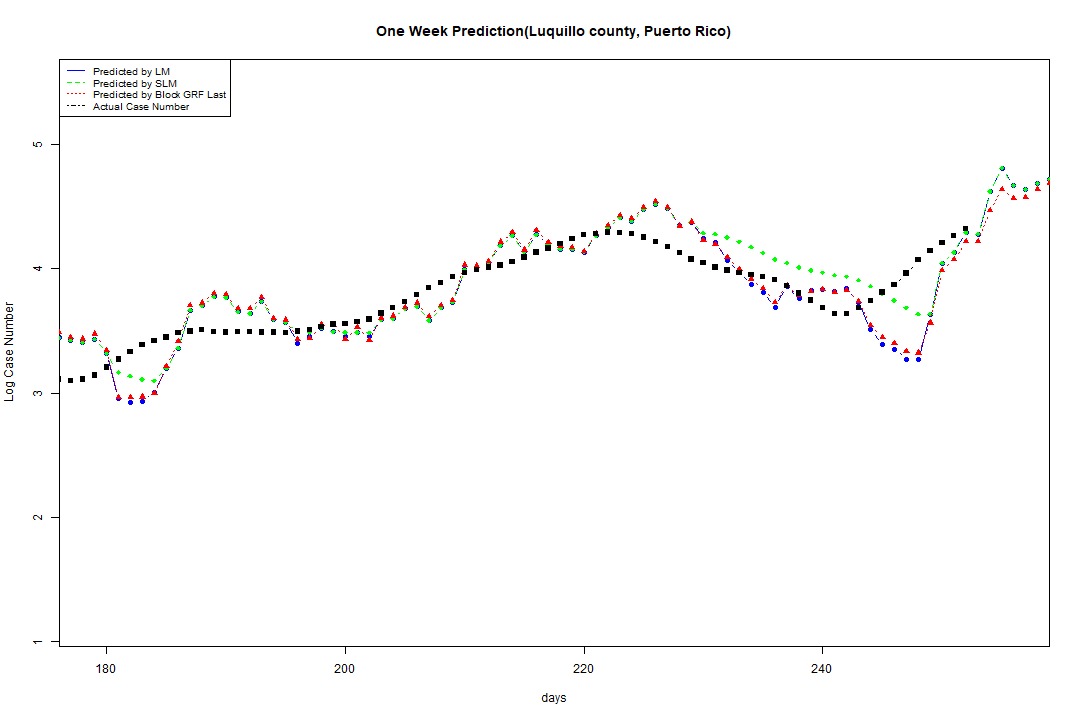 One Week Prediction(Luquillo county, Puerto Rico)
Predicted by LM
Predicted by SLM
Predicted by Block GRF Last
Actual Case Number
5
4
3
2
1
Log Case Number
180 200 220 240
days